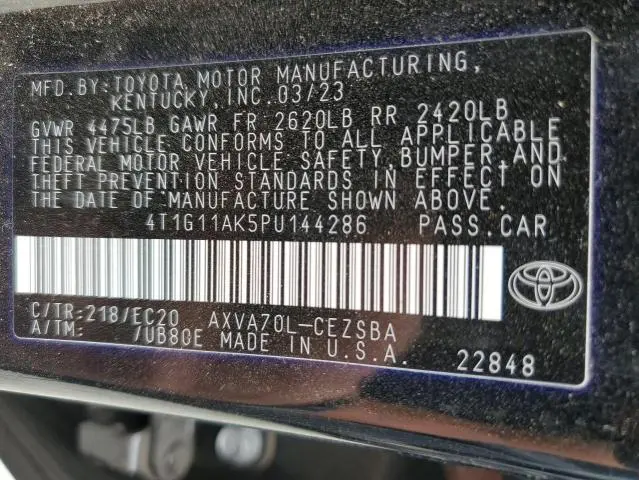 MFD.BY:TOYOTA MOTOR MANUFACTURING,
KENTUCKY,INC.03/23
GVWR 4475LB GAWR FR 2620LB RR 2420LB
THIS VEHICLE CONFORMS TO ALL APPLICABLE
FEDERAL MOTOR VEHICLE SAFETY,BUMPER,AND
THEFT PREVENTION STANDARDS IN EFFECT ON
THE DATE OF MANUFACTURE SHOWN ABOVE.
4T1G11AK5PU144286 PASS.CAR
C/TR:218/EC20 AXVA70L-CEZSBA
A/TM: /UB80E MADE IN U.S.A.
22848